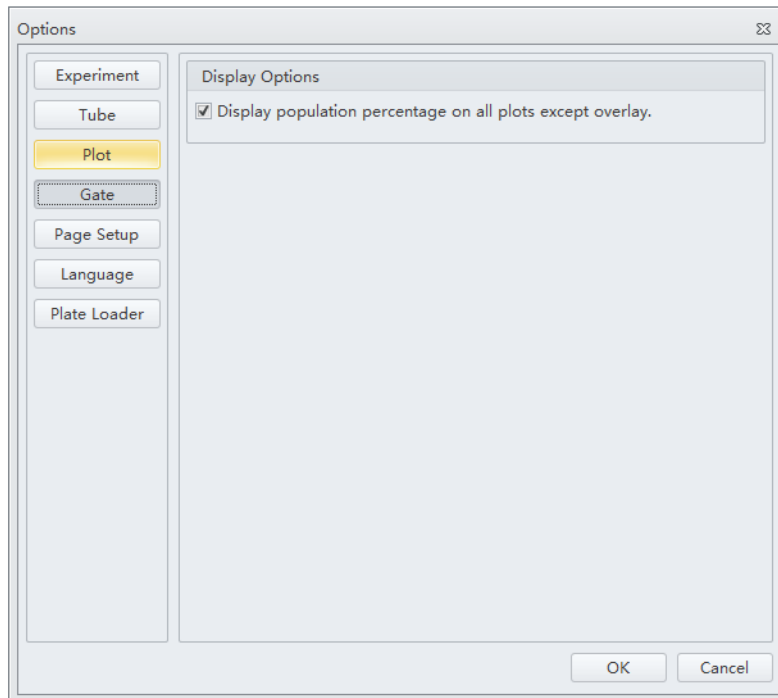 Options
Experiment
Tube
Plot
Gate
Page Setup
Language
Plate Loader
Display Options
Display population percentage on all plots except overlay.
OK
Cancel